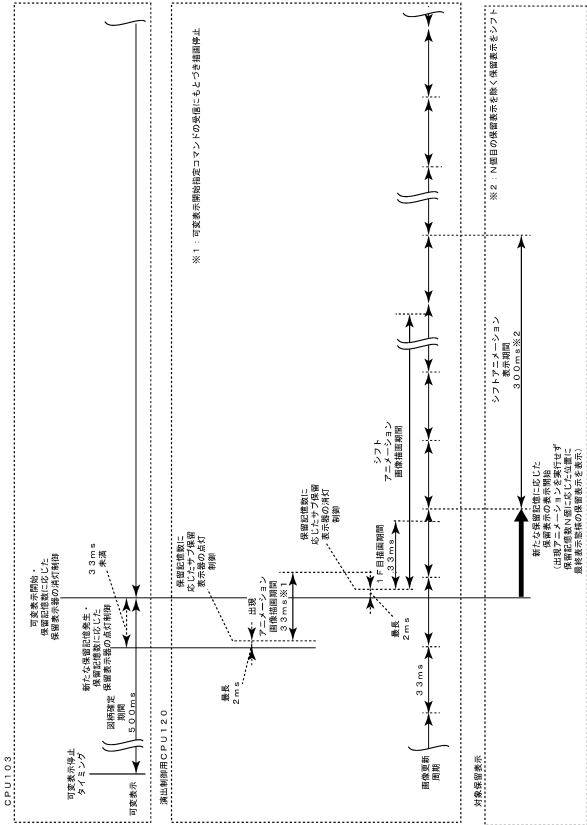 CPU103
可変表示停止
タイミング
可変表示
図柄確定
期間
500ms
新たな保留記憶発生・
保留記憶数に応じた
保留表示器の点灯制御
33ms
未満
可変表示開始・
保留記憶数に応じた
保留表示器の消灯制御
演出制御用CPU120
最長
2ms
保留記憶数に
応じたサブ保留
表示器の点灯
制御
出現
アニメーション
画像描画期間
33ms※1
保留記憶数に
応じたサブ保留
表示器の消灯
制御
最長
2ms
1F目描画期間
33ms
シフト
アニメーション
画像描画期間
※1：可変表示開始指定コマンドの受信にもとづき描画停止
画像更新
周期
33ms
対象保留表示
新たな保留記憶に応じた
保留表示の表示開始
(出現アニメーションを実行せず
保留記憶数N個に応じた位置に
最終表示態様の保留表示を表示)
シフトアニメーション
表示期間
300ms※2
※2：N個目の保留表示を除く保留表示をシフト